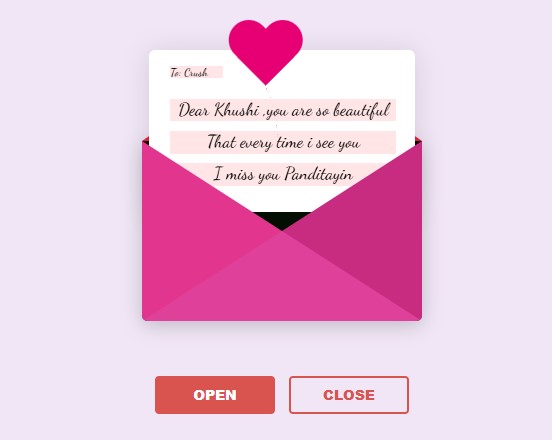 To: Crush
Dear Khushi ,you are so beautiful
That every time i see you
I miss you Panditayin
OPEN
CLOSE